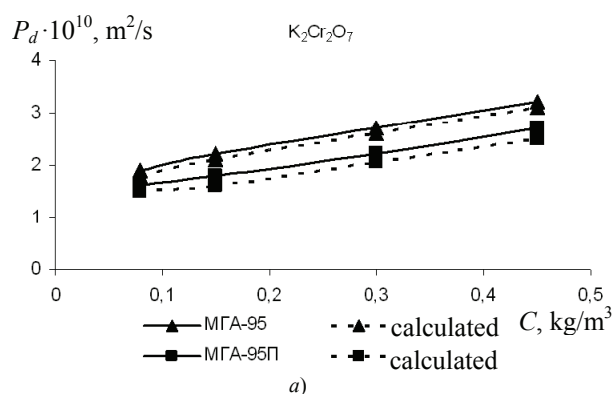 P_d·10^10, m²/s
K₂Cr₂O₇
4
3
2
1
0
0 0,1 0,2 0,3 0,4 0,5
МГА-95 calculated C, kg/m³
МГА-95П calculated
а)